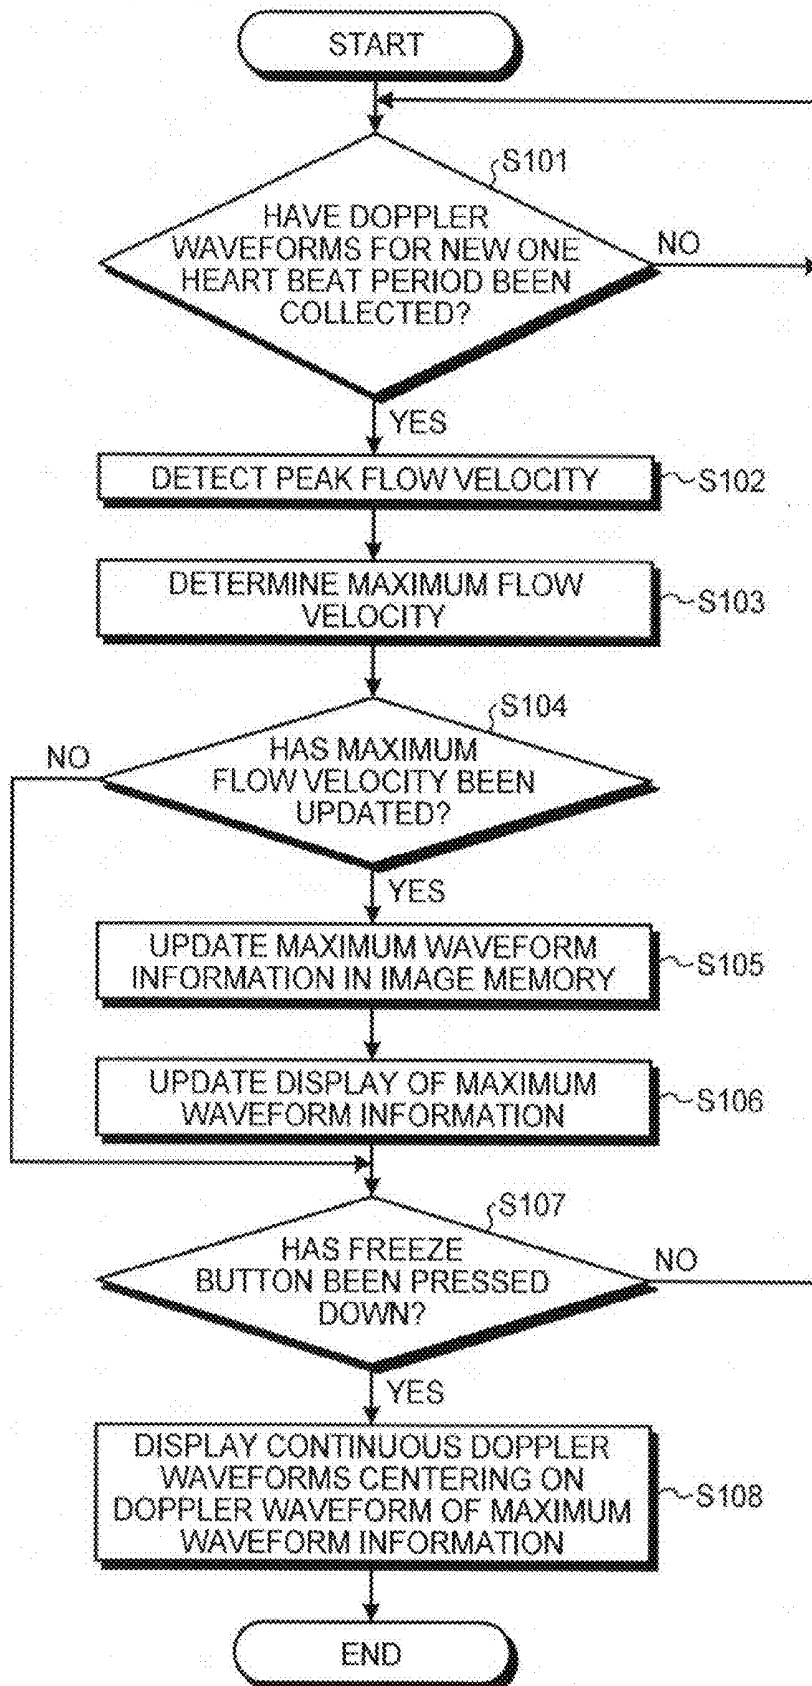 START
S101
HAVE DOPPLER
WAVEFORMS FOR NEW ONE
HEART BEAT PERIOD BEEN
COLLECTED?
NO
YES
DETECT PEAK FLOW VELOCITY
S102
DETERMINE MAXIMUM FLOW
VELOCITY
S103
S104
HAS MAXIMUM
FLOW VELOCITY BEEN
UPDATED?
NO
YES
UPDATE MAXIMUM WAVEFORM
INFORMATION IN IMAGE MEMORY
S105
UPDATE DISPLAY OF MAXIMUM
WAVEFORM INFORMATION
S106
S107
HAS FREEZE
BUTTON BEEN PRESSED
DOWN?
NO
YES
DISPLAY CONTINUOUS DOPPLER
WAVEFORMS CENTERING ON
DOPPLER WAVEFORM OF MAXIMUM
WAVEFORM INFORMATION
S108
END